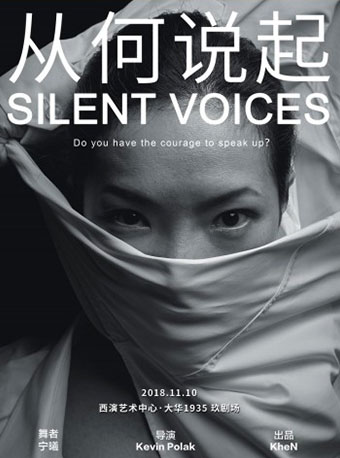 从何说起
SILENT VOICES
Do you have the courage to speak up?
2018.11.10
西演艺术中心·大华1935 玖剧场
舞者 导演 出品
宁曦 Kevin Polak KheN